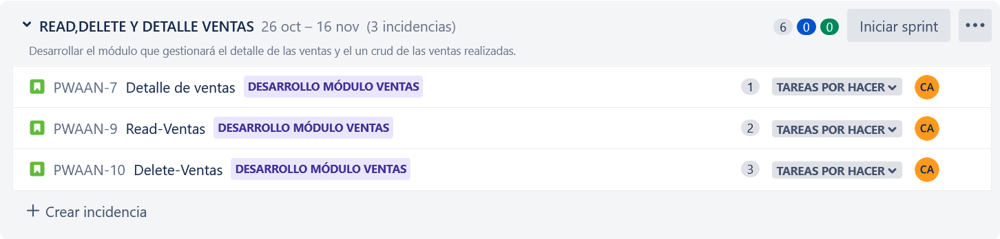 READ,DELETE Y DETALLE VENTAS 26 oct – 16 nov (3 incidencias) 6 0 0 Iniciar sprint
Desarrollar el módulo que gestionará el detalle de las ventas y el un crud de las ventas realizadas.
PWAAN-7 Detalle de ventas DESARROLLO MÓDULO VENTAS 1 TAREAS POR HACER CA
PWAAN-9 Read-Ventas DESARROLLO MÓDULO VENTAS 2 TAREAS POR HACER CA
PWAAN-10 Delete-Ventas DESARROLLO MÓDULO VENTAS 3 TAREAS POR HACER CA
+ Crear incidencia